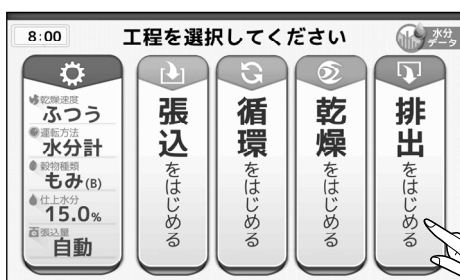 8:00
工程を選択してください
水分
データ
乾燥速度
ふつう
運転方法
水分計
穀物種類
もみ(B)
仕上水分
15.0%
張込量
自動
張込をはじめる
循環をはじめる
乾燥をはじめる
排出をはじめる